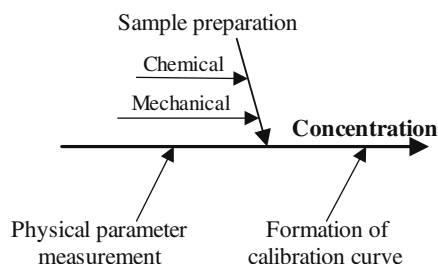 Sample preparation
Chemical
Mechanical
Concentration
Physical parameter
measurement
Formation of
calibration curve